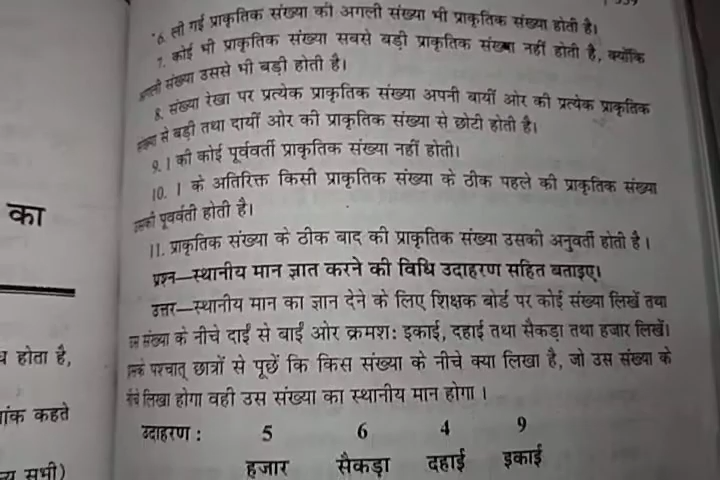 6. ली गई प्राकृतिक संख्या की अगली संख्या भी प्राकृतिक संख्या होती है।
7. कोई भी प्राकृतिक संख्या सबसे बड़ी प्राकृतिक संख्या नहीं होती है, क्योंकि
अगली संख्या उससे भी बड़ी होती है।
8. संख्या रेखा पर प्रत्येक प्राकृतिक संख्या अपनी बायीं ओर की प्रत्येक प्राकृतिक
संख्या से बड़ी तथा दायीं ओर की प्राकृतिक संख्या से छोटी होती है।
9. 1 की कोई पूर्ववर्ती प्राकृतिक संख्या नहीं होती।
10. 1 के अतिरिक्त किसी प्राकृतिक संख्या के ठीक पहले की प्राकृतिक संख्या
उसकी पूववर्ती होती है।
11. प्राकृतिक संख्या के ठीक बाद की प्राकृतिक संख्या उसकी अनुवर्ती होती है।
प्रश्न—स्थानीय मान ज्ञात करने की विधि उदाहरण सहित बताइए।
उत्तर—स्थानीय मान का ज्ञान देने के लिए शिक्षक बोर्ड पर कोई संख्या लिखें तथा
उस संख्या के नीचे दाईं से बाईं ओर क्रमश: इकाई, दहाई तथा सैकड़ा तथा हजार लिखें।
इसके पश्चात् छात्रों से पूछें कि किस संख्या के नीचे क्या लिखा है, जो उस संख्या के
नीचे लिखा होगा वही उस संख्या का स्थानीय मान होगा ।
उदाहरण : 5 6 4 9
हजार सैकड़ा दहाई इकाई
का
होता है,
कहते
सभी)